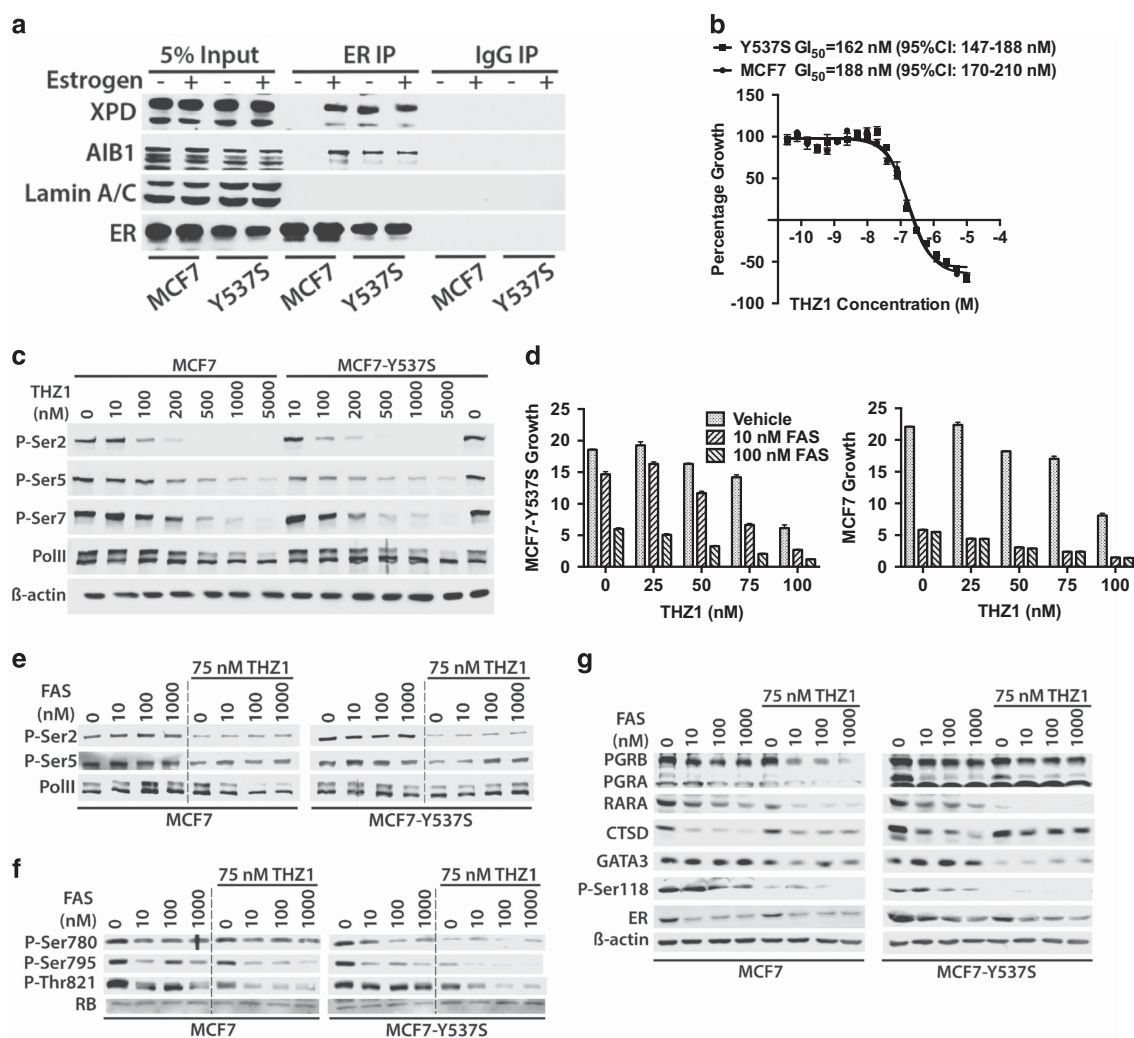 a
5% Input ER IP IgG IP
Estrogen - + - + - + - + - + - +
XPD
AIB1
Lamin A/C
ER
MCF7 Y537S MCF7 Y537S MCF7 Y537S
b
Y537S GI50=162 nM (95%CI: 147-188 nM)
MCF7 GI50=188 nM (95%CI: 170-210 nM)
Percentage Growth
150
100
50
-50
-100
-10 -9 -8 -7 -6 -5 -4
THZ1 Concentration (M)
c
MCF7 MCF7-Y537S
THZ1
(nM)
0 10 100 200 500 1000 5000 10 100 200 500 1000 5000 0
P-Ser2
P-Ser5
P-Ser7
PolII
ß-actin
d
MCF7-Y537S Growth
25
20
15
10
5
0
Vehicle
10 nM FAS
100 nM FAS
0 25 50 75 100
THZ1 (nM)
MCF7 Growth
25
20
15
10
5
0
0 25 50 75 100
THZ1 (nM)
e
75 nM THZ1 75 nM THZ1
FAS
(nM)
0 10 100 1000 0 10 100 1000 0 10 100 1000 0 10 100 1000
P-Ser2
P-Ser5
PolII
MCF7 MCF7-Y537S
f
75 nM THZ1 75 nM THZ1
FAS
(nM)
0 10 100 1000 0 10 100 1000 0 10 100 1000 0 10 100 1000
P-Ser780
P-Ser795
P-Thr821
RB
MCF7 MCF7-Y537S
g
75 nM THZ1 75 nM THZ1
FAS
(nM)
0 10 100 1000 0 10 100 1000 0 10 100 1000 0 10 100 1000
PGRB
PGRA
RARA
CTSD
GATA3
P-Ser118
ER
ß-actin
MCF7 MCF7-Y537S